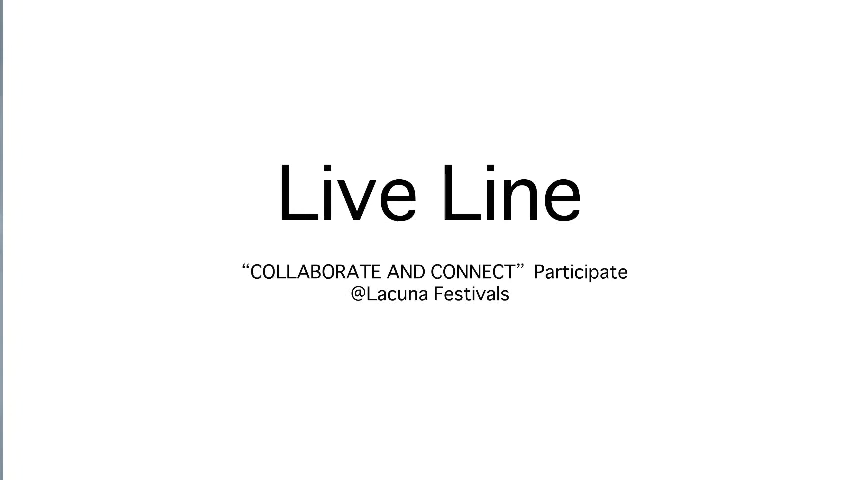 Live Line
“COLLABORATE AND CONNECT”  Participate
@Lacuna Festivals